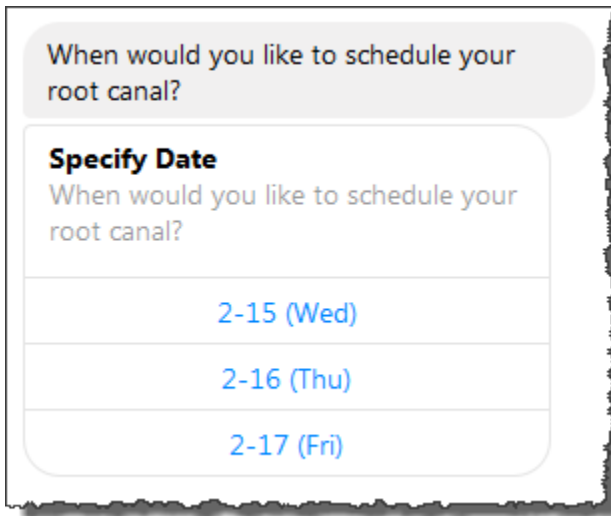 When would you like to schedule your
root canal?
Specify Date
When would you like to schedule your
root canal?
2-15 (Wed)
2-16 (Thu)
2-17 (Fri)